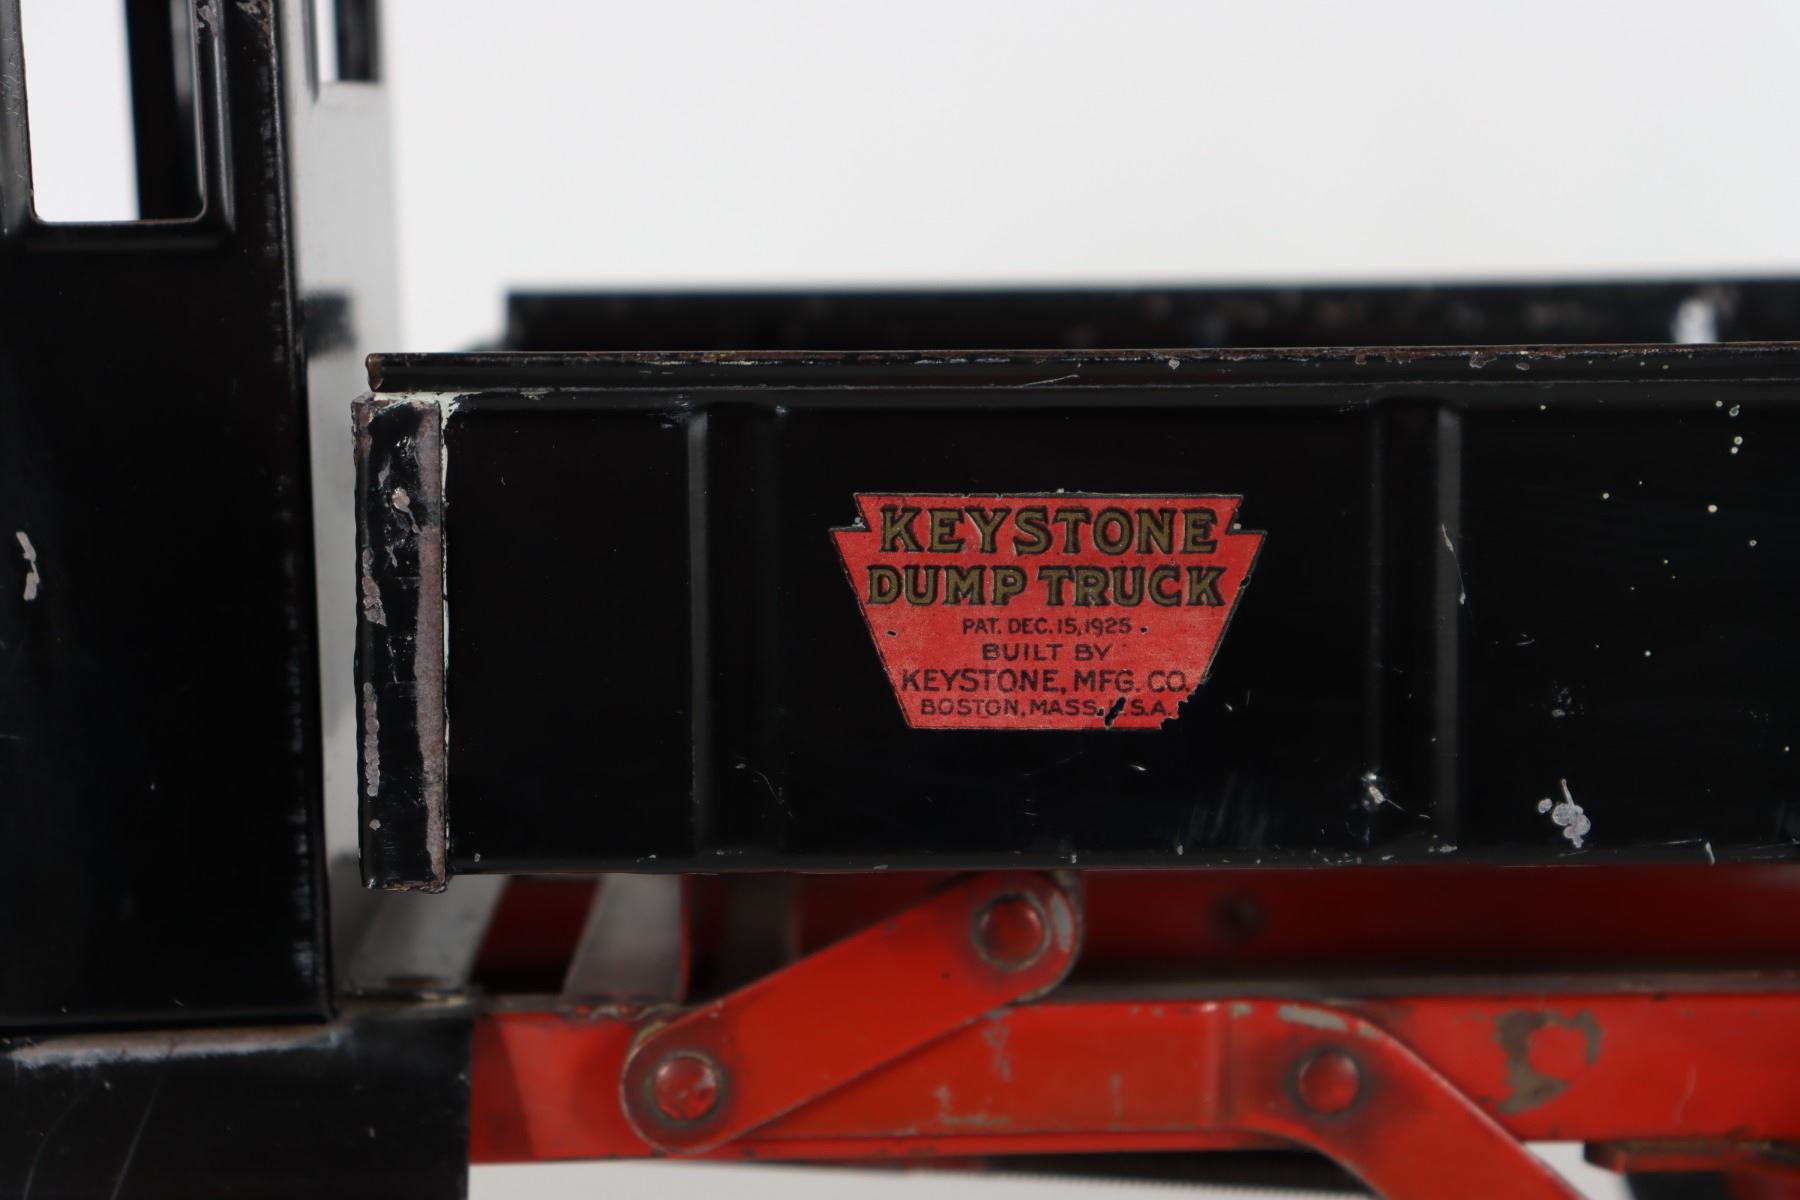 KEYSTONE
DUMP TRUCK
PAT. DEC. 15, 1925.
BUILT BY
KEYSTONE, MFG. CO.
BOSTON, MASS. U.S.A.